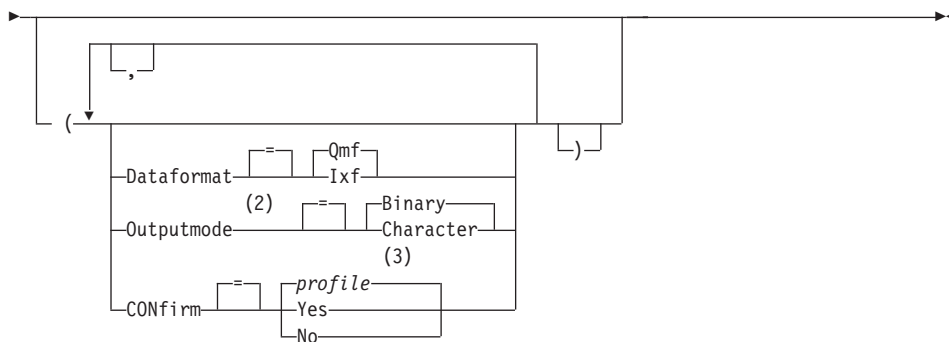 ,
(
)
= Qmf
Dataformat Ixf
(2)
= Binary
Outputmode Character
(3)
= profile
CONfirm Yes
No